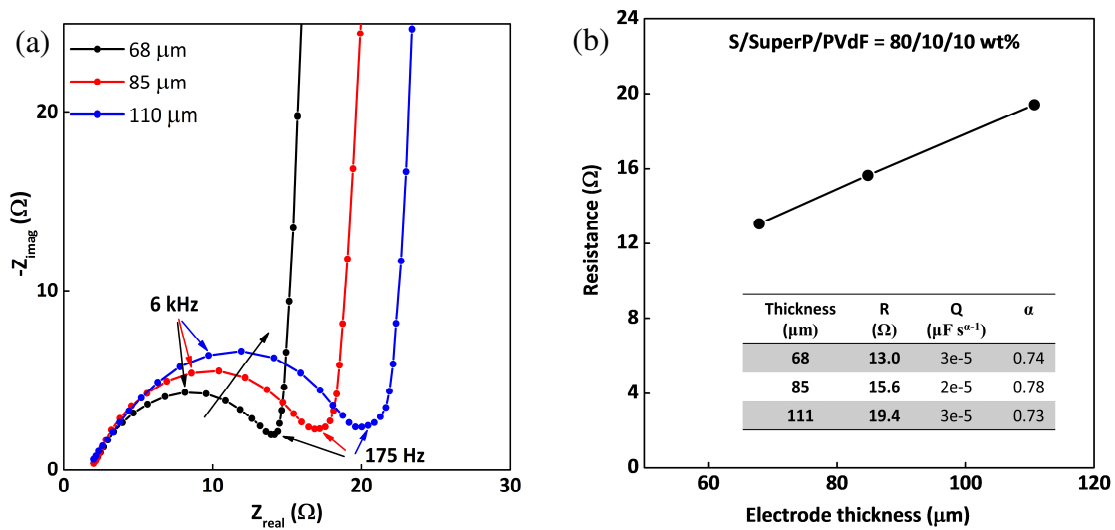 (a)
68 μm
85 μm
110 μm
6 kHz
175 Hz
-Z_imag (Ω)
20
10
0
0 10 20 30
Z_real (Ω)
(b)
S/SuperP/PVdF = 80/10/10 wt%
Resistance (Ω)
24
20
16
12
8
4
0
Thickness (μm) R (Ω) Q (μF s^α-1) α
68 13.0 3e-5 0.74
85 15.6 2e-5 0.78
111 19.4 3e-5 0.73
60 80 100 120
Electrode thickness (μm)